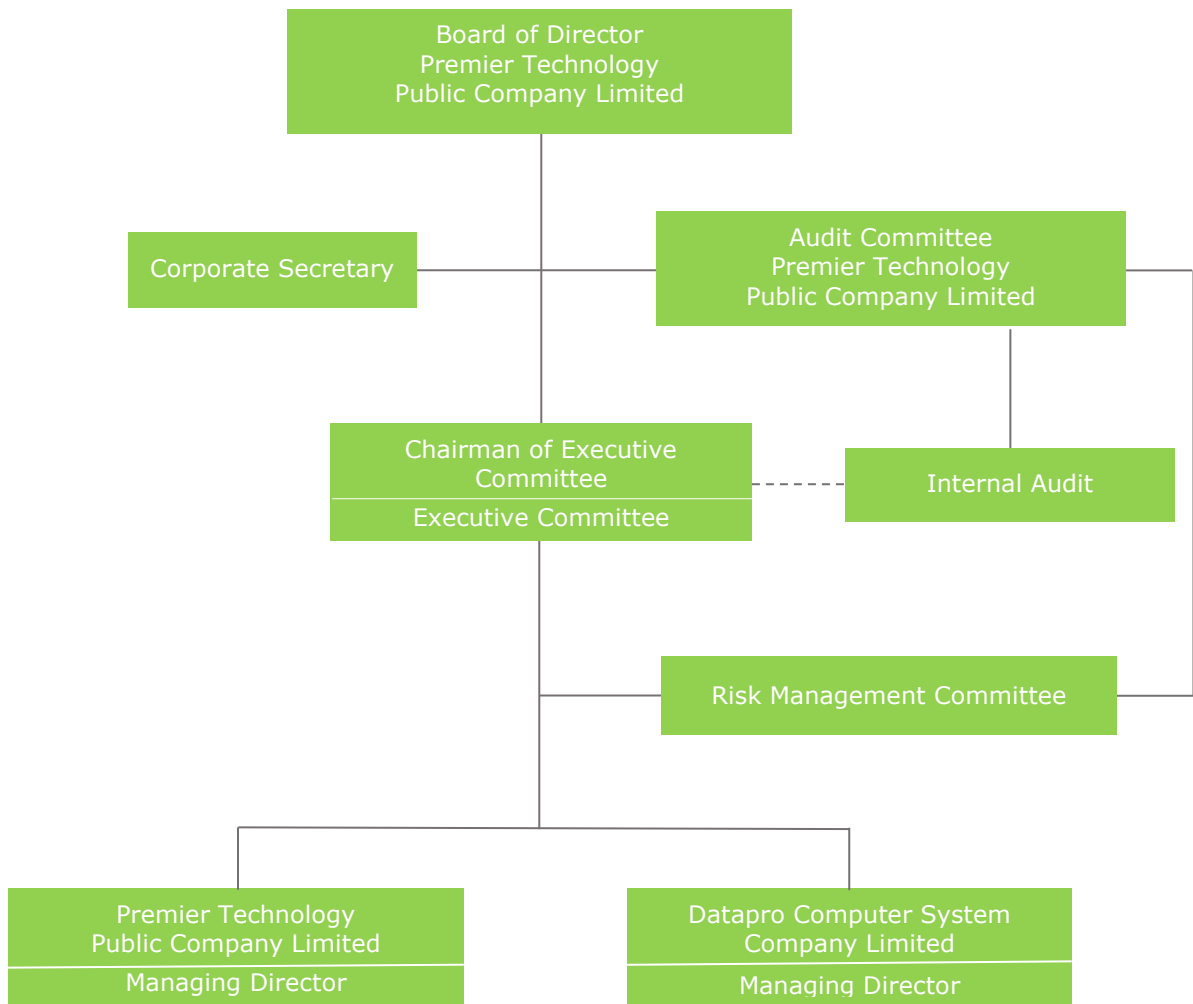 Board of Director
Premier Technology
Public Company Limited
Corporate Secretary
Audit Committee
Premier Technology
Public Company Limited
Chairman of Executive
Committee
Executive Committee
Internal Audit
Risk Management Committee
Premier Technology
Public Company Limited
Managing Director
Datapro Computer System
Company Limited
Managing Director